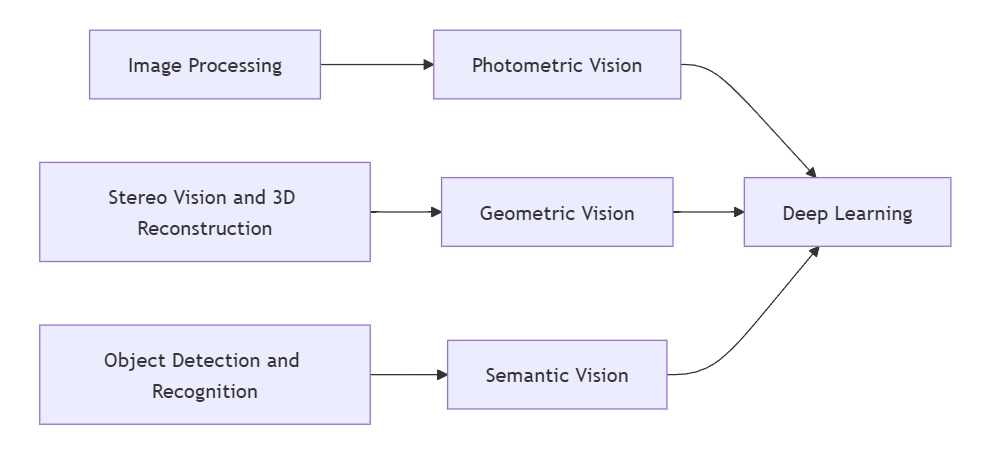 Image Processing
Photometric Vision
Stereo Vision and 3D
Reconstruction
Geometric Vision
Deep Learning
Object Detection and
Recognition
Semantic Vision